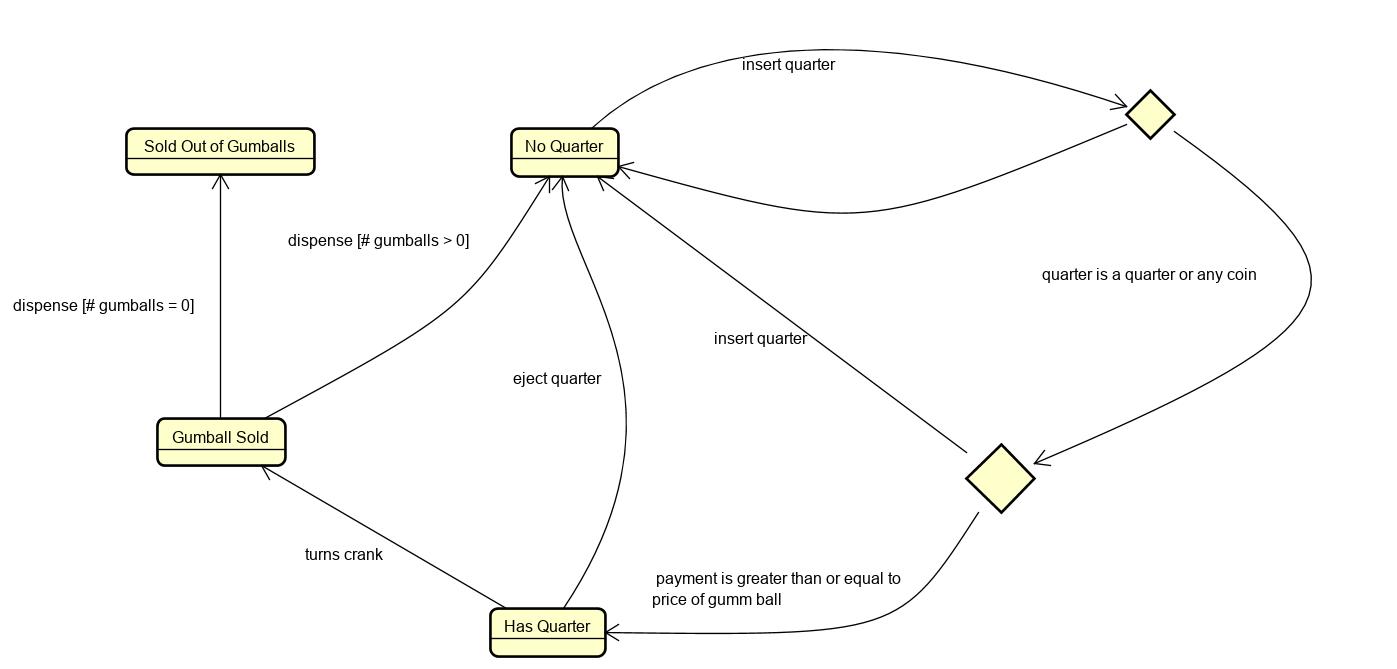 insert quarter
Sold Out of Gumballs
No Quarter
dispense [# gumballs > 0]
quarter is a quarter or any coin
dispense [# gumballs = 0]
insert quarter
eject quarter
Gumball Sold
turns crank
payment is greater than or equal to
price of gumm ball
Has Quarter